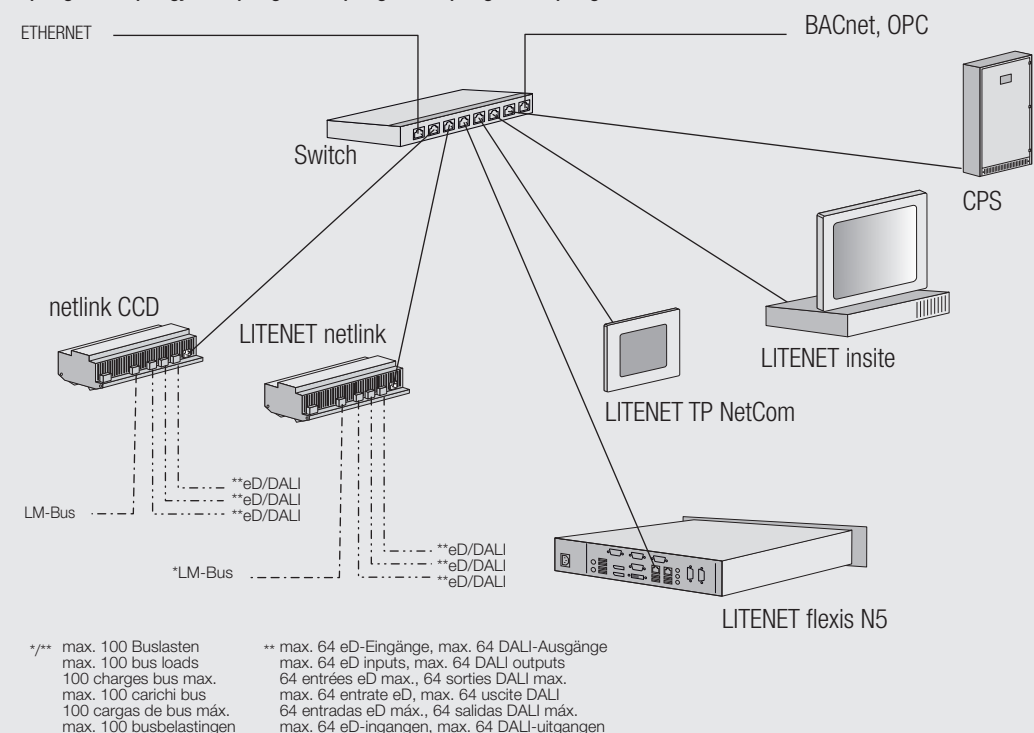 ETHERNET
BACnet, OPC
Switch
CPS
netlink CCD
LITENET netlink
LITENET insite
LITENET TP NetCom
**eD/DALI
**eD/DALI
**eD/DALI
LM-Bus
**eD/DALI
**eD/DALI
**eD/DALI
*LM-Bus
LITENET flexis N5
*/** max. 100 Buslasten
max. 100 bus loads
100 charges bus max.
max. 100 carichi bus
100 cargas de bus máx.
max. 100 busbelastingen
** max. 64 eD-Eingänge, max. 64 DALI-Ausgänge
max. 64 eD inputs, max. 64 DALI outputs
64 entrées eD max., 64 sorties DALI max.
max. 64 entrate eD, max. 64 uscite DALI
64 entradas eD máx., 64 salidas DALI máx.
max. 64 eD-ingangen, max. 64 DALI-uitgangen